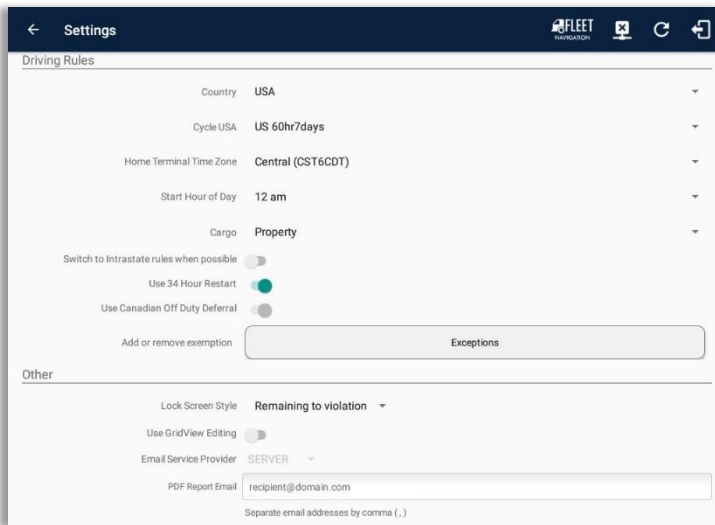 Settings
FLEET
NAVIGATION
Driving Rules
Country USA
Cycle USA US 60hr7days
Home Terminal Time Zone Central (CST6CDT)
Start Hour of Day 12 am
Cargo Property
Switch to Intrastate rules when possible
Use 34 Hour Restart
Use Canadian Off Duty Deferral
Add or remove exemption Exceptions
Other
Lock Screen Style Remaining to violation
Use GridView Editing
Email Service Provider SERVER
PDF Report Email recipient@domain.com
Separate email addresses by comma ( , )